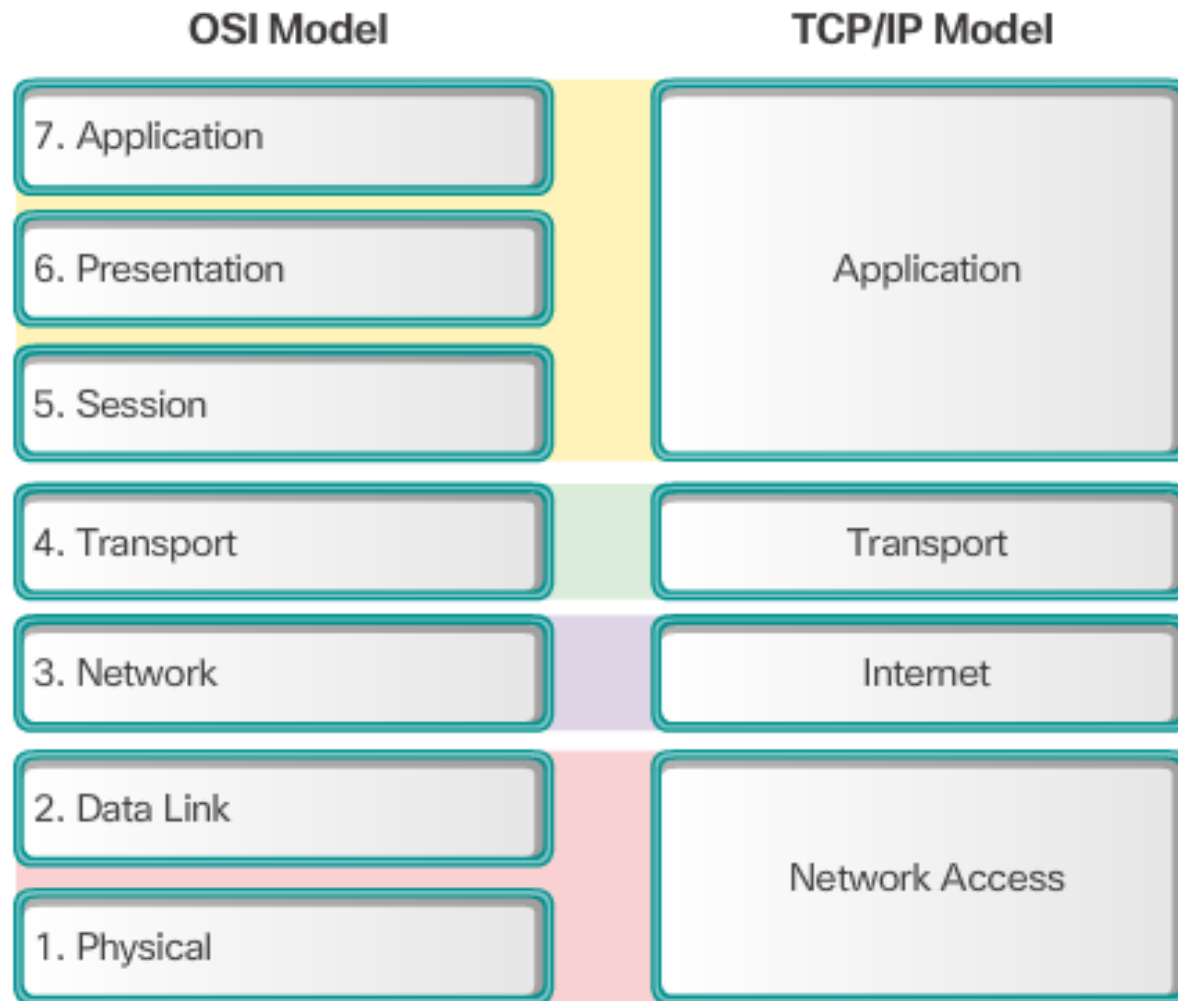 OSI Model
TCP/IP Model
7. Application
6. Presentation
5. Session
Application
4. Transport
Transport
3. Network
Internet
2. Data Link
1. Physical
Network Access